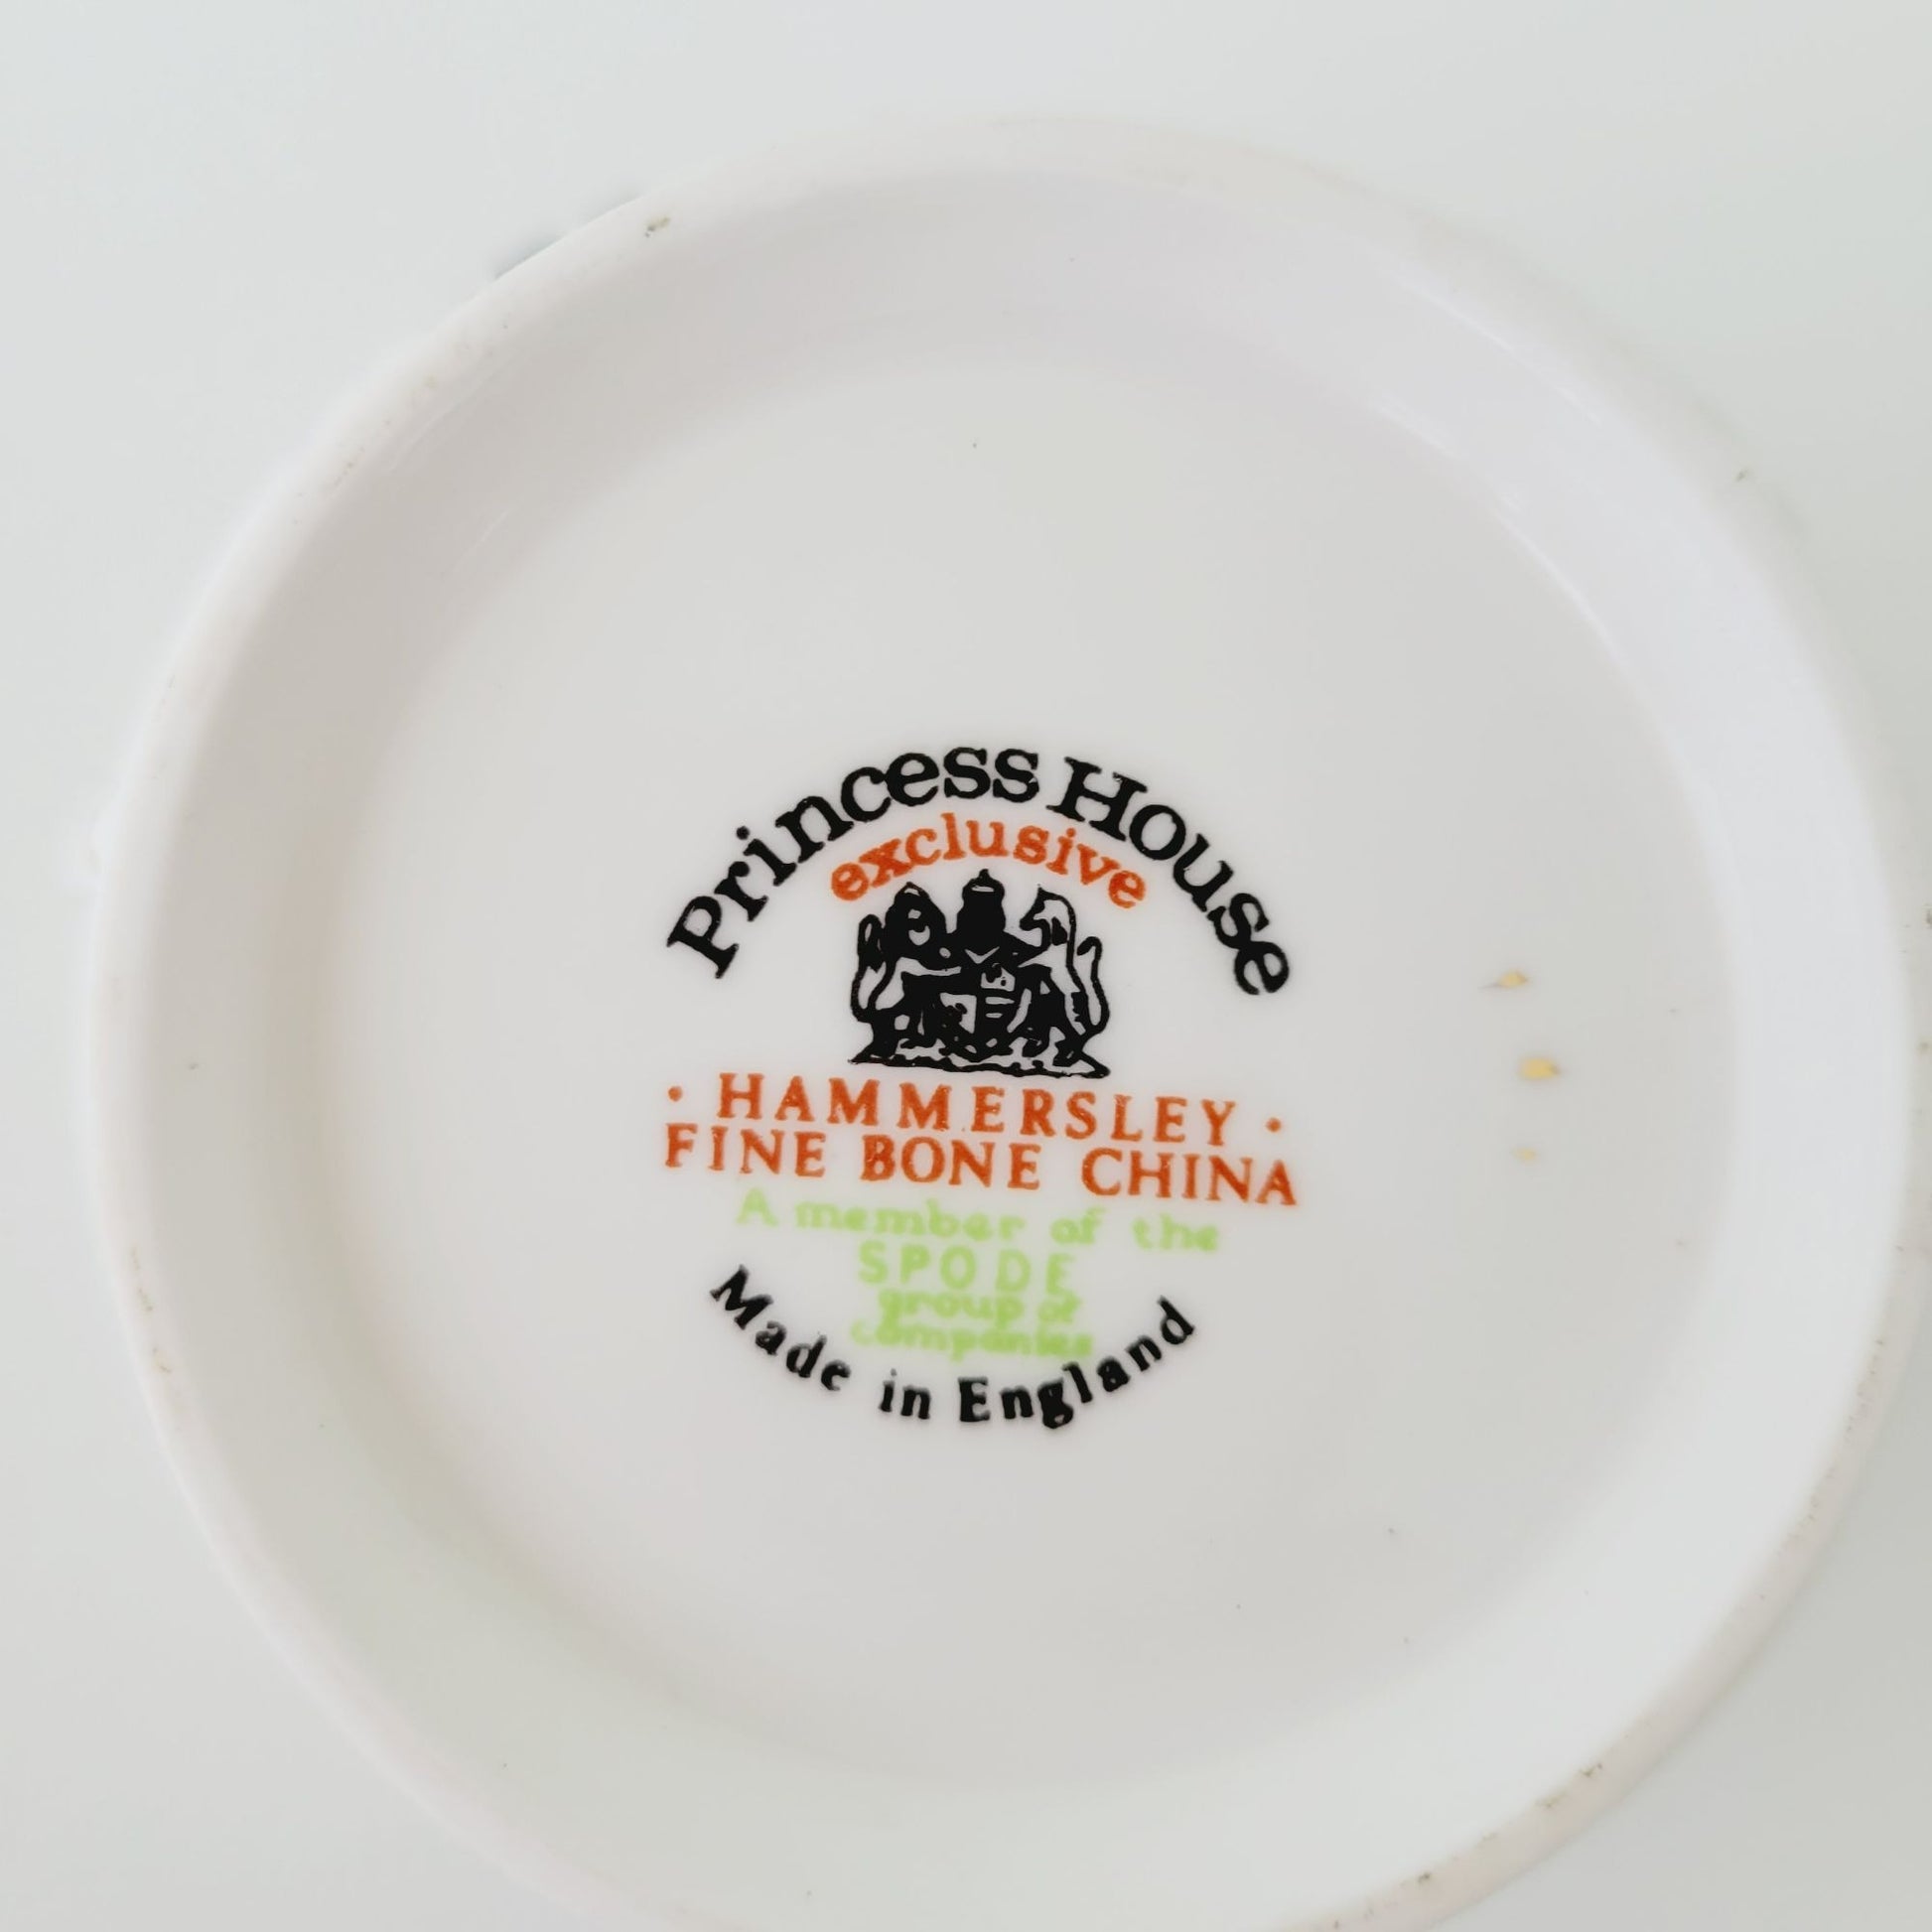 Princess House
exclusive
· HAMMERSLEY ·
FINE BONE CHINA
A member of the
SPODE
group of
companies
Made in England